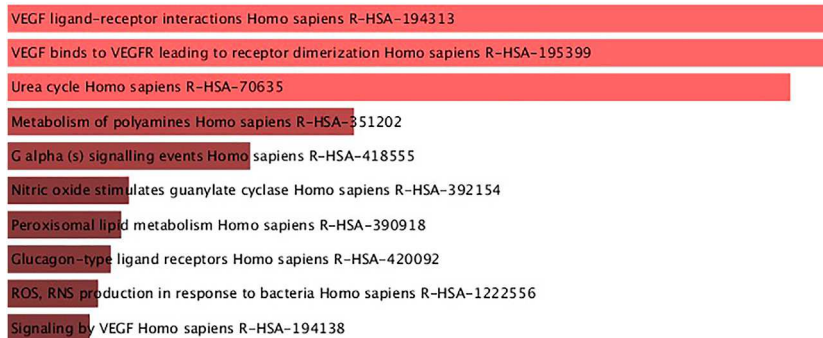 VEGF ligand-receptor interactions Homo sapiens R-HSA-194313
VEGF binds to VEGFR leading to receptor dimerization Homo sapiens R-HSA-195399
Urea cycle Homo sapiens R-HSA-70635
Metabolism of polyamines Homo sapiens R-HSA-351202
G alpha (s) signalling events Homo sapiens R-HSA-418555
Nitric oxide stimulates guanylate cyclase Homo sapiens R-HSA-392154
Peroxisomal lipid metabolism Homo sapiens R-HSA-390918
Glucagon-type ligand receptors Homo sapiens R-HSA-420092
ROS, RNS production in response to bacteria Homo sapiens R-HSA-1222556
Signaling by VEGF Homo sapiens R-HSA-194138